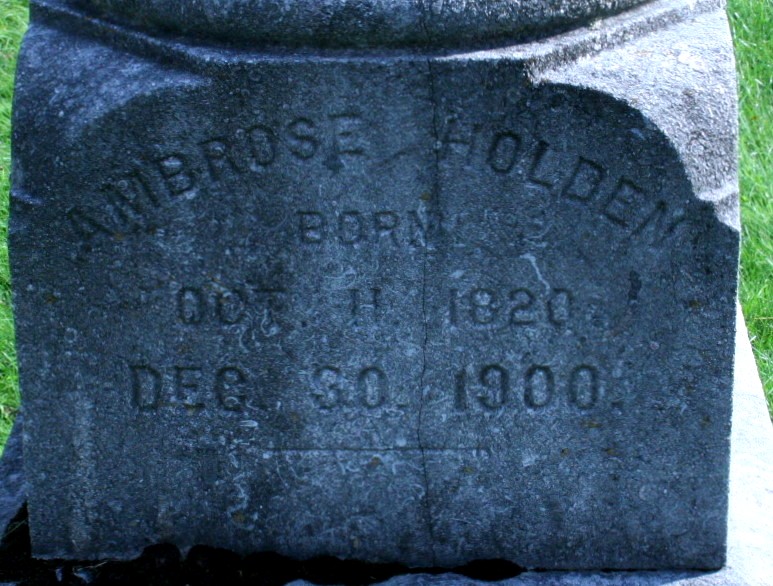 AMBROSE HOLDEN
BORN
OCT. 11. 1820.
DEC. 30. 1900.